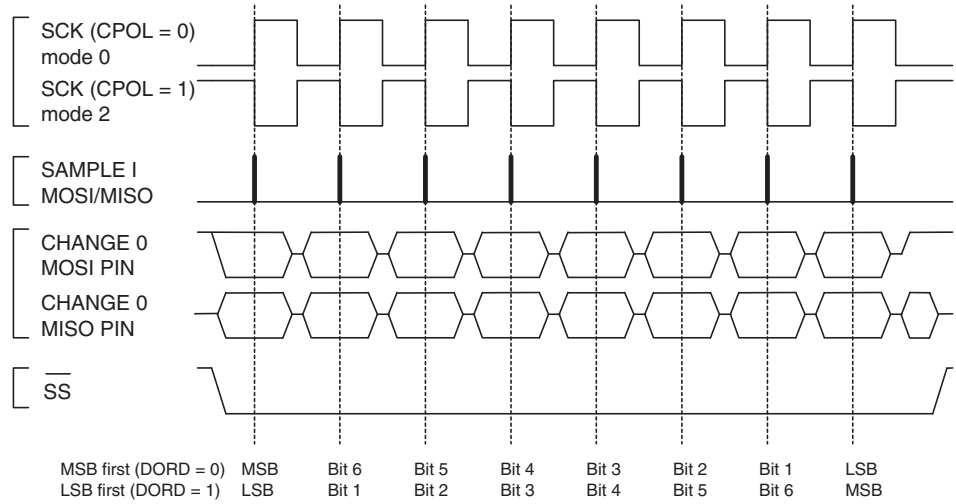 SCK (CPOL = 0)
mode 0
SCK (CPOL = 1)
mode 2
SAMPLE I
MOSI/MISO
CHANGE 0
MOSI PIN
CHANGE 0
MISO PIN
SS
MSB first (DORD = 0) MSB Bit 6 Bit 5 Bit 4 Bit 3 Bit 2 Bit 1 LSB
LSB first (DORD = 1) LSB Bit 1 Bit 2 Bit 3 Bit 4 Bit 5 Bit 6 MSB